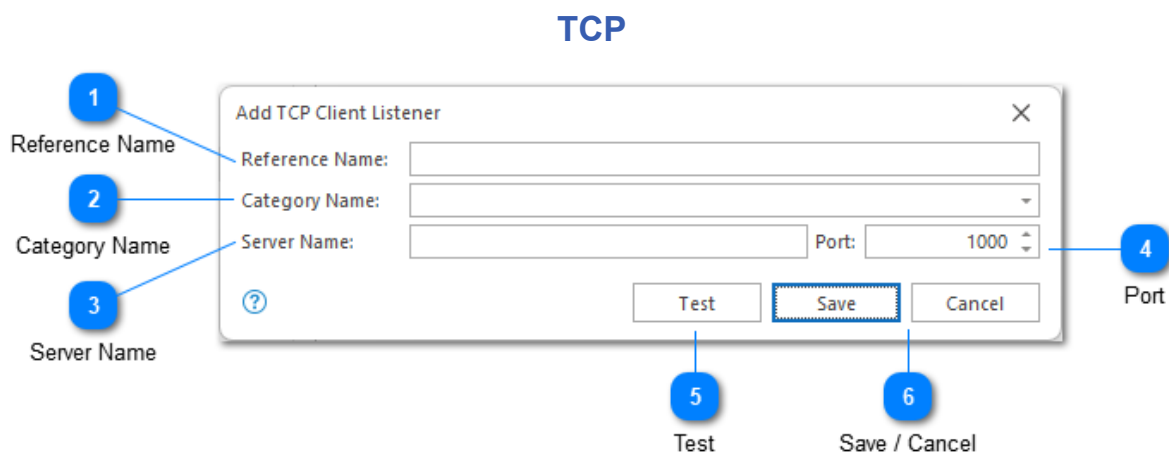 TCP
1
Reference Name
Add TCP Client Listener
Reference Name:
2
Category Name
Category Name:
3
Server Name
Server Name:
Port: 1000
4
Port
?
Test Save Cancel
5
Test
6
Save / Cancel